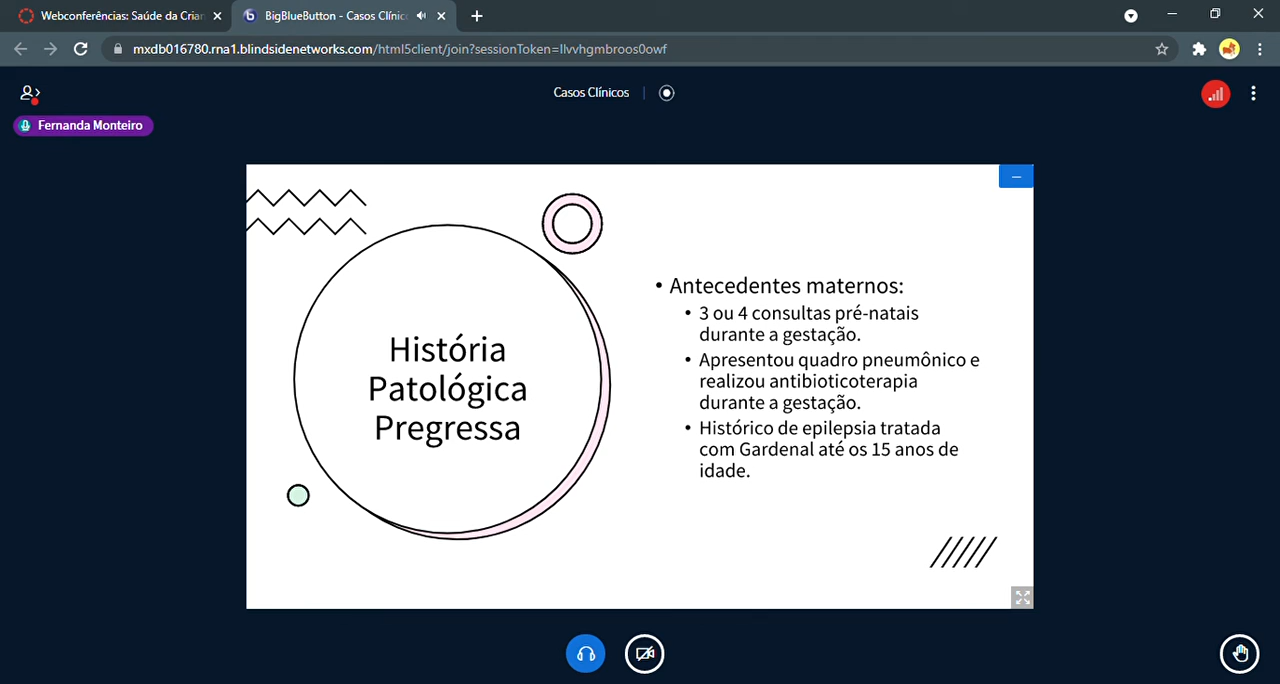 Webconferências: Saúde da Crian
BigBlueButton - Casos Clínic
mxdb016780.rna1.blindsidenetworks.com/html5client/join?sessionToken=llvvhgmbroos0owf
Casos Clínicos
Fernanda Monteiro
História
Patológica
Pregressa
• Antecedentes maternos:
• 3 ou 4 consultas pré-natais
durante a gestação.
• Apresentou quadro pneumônico e
realizou antibioticoterapia
durante a gestação.
• Histórico de epilepsia tratada
com Gardenal até os 15 anos de
idade.